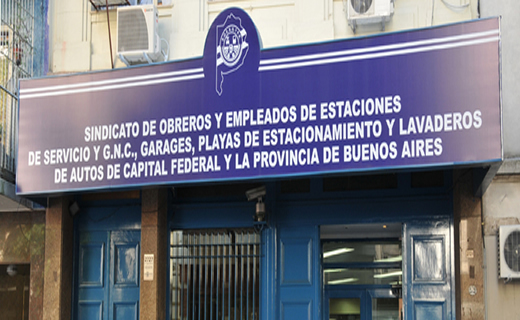 SINDICATO DE OBREROS Y EMPLEADOS DE ESTACIONES
DE SERVICIO Y G.N.C., GARAGES, PLAYAS DE ESTACIONAMIENTO Y LAVADEROS
DE AUTOS DE CAPITAL FEDERAL Y LA PROVINCIA DE BUENOS AIRES